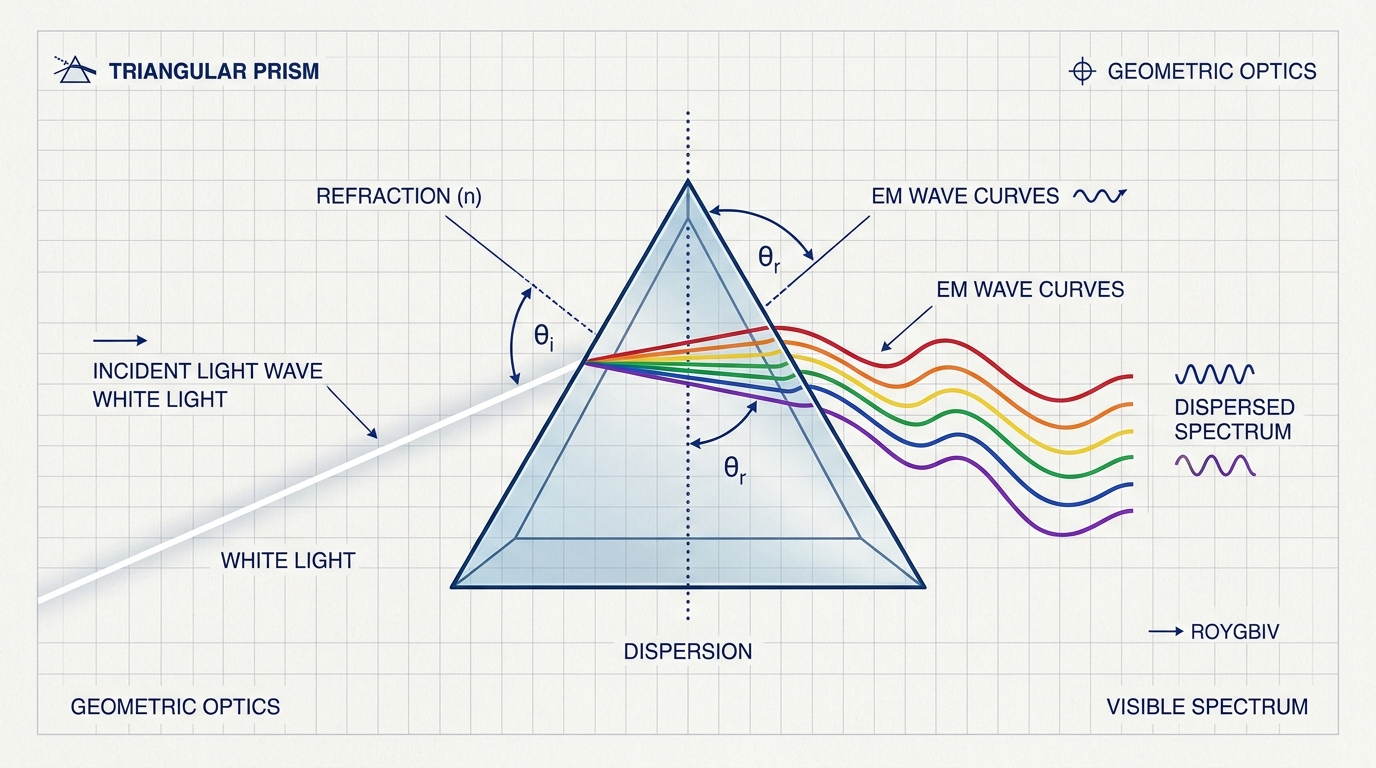 TRIANGULAR PRISM
GEOMETRIC OPTICS
REFRACTION (n)
EM WAVE CURVES
θr
EM WAVE CURVES
θi
INCIDENT LIGHT WAVE
WHITE LIGHT
DISPERSED
SPECTRUM
θr
WHITE LIGHT
ROYGBIV
DISPERSION
GEOMETRIC OPTICS
VISIBLE SPECTRUM